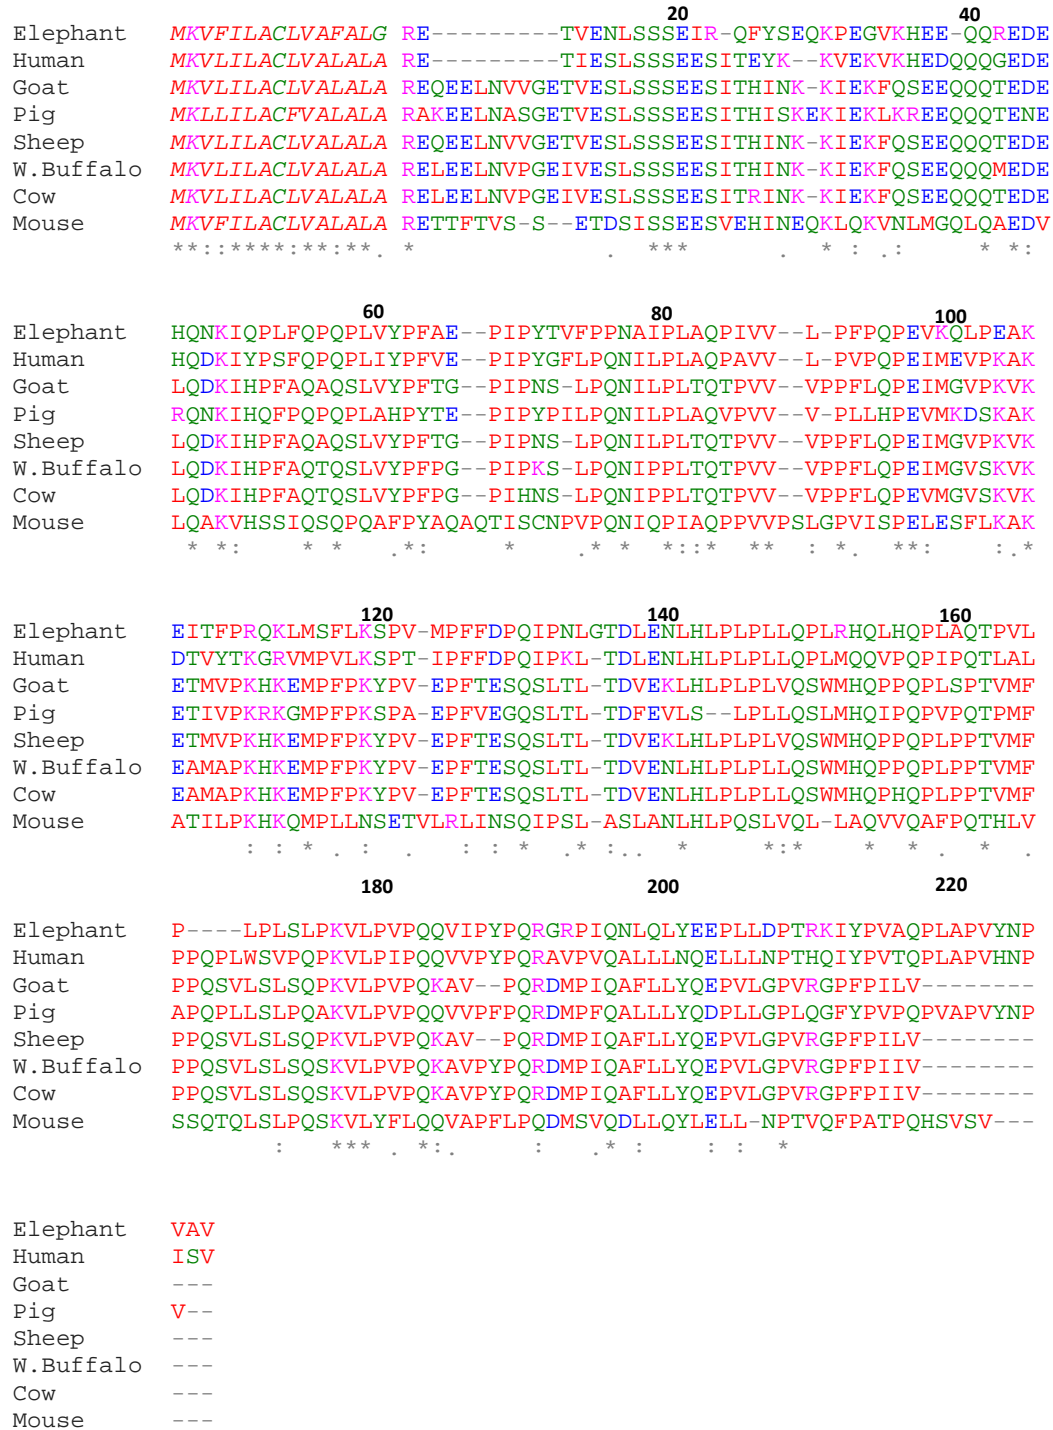 20 40
Elephant MKVFILACLVAFALG RE---------TVENLSSSEIR-QFYSEQKPEGVKHEE-QQREDE
Human MKVLILACLVALALA RE---------TIESLSSSEESITEYK--KVEKVKHEDQQQGEDE
Goat MKVLILACLVALALA REQEELNVVGETVESLSSSEESITHINK-KIEKFQSEEQQQTEDE
Pig MKLLILACFVALALA RAKEELNASGETVESLSSSEESITHISKEKIEKLKREEQQQTENE
Sheep MKVLILACLVALALA REQEELNVVGETVESLSSSEESITHINK-KIEKFQSEEQQQTEDE
W.Buffalo MKVLILACLVALALA RELEELNVPGEIVESLSSSEESITHINK-KIEKFQSEEQQQMEDE
Cow MKVLILACLVALALA RELEELNVPGEIVESLSSSEESITRINK-KIEKFQSEEQQQTEDE
Mouse MKVFILACLVALALA RETTFTVS-S--ETDSISSSEESVEHINEQKLQKVNLMGQLQAEDV
**::****:**:**. * . *** . * : .: * *:
60 80 100
Elephant HQNKIQPLFQPQPLVYPFAE--PIPYTVFPPNAIPLAQPIVV--L-PFPQPEVKQLPEAK
Human HQDKIYPSFQPQPLIYPFVE--PIPYGFLPQNILPLAQPAVV--L-PVPQPEIMEVPKAK
Goat LQDKIHPFAQAQSLVYPFTG--PIPNS-LPQNILPLTQTPVV--VPPFLQPEIMGVPKVK
Pig RQNKIHQFPQPQPLAHPYTE--PIPYPILPQNILPLAQVPVV--V-PLLHPEVMKDSKAK
Sheep LQDKIHPFAQAQSLVYPFTG--PIPNS-LPQNILPLTQTPVV--VPPFLQPEIMGVPKVK
W.Buffalo LQDKIHPFAQTQSLVYPFPG--PIPKS-LPQNIPPLTQTPVV--VPPFLQPEIMGVSKVK
Cow LQDKIHPFAQTQSLVYPFPG--PIHNS-LPQNIPPLTQTPVV--VPPFLQPEVMGVSKVK
Mouse LQAKVHSSIQSQPQAFPYAQAQTISCNPVPQNIQPIAQPPVVPSLGPVISPELESFLKAK
* *: * * .*: * .* * *::* ** . *. **: :.*
120 140 160
Elephant EITFPRQKLMSFLKSPV-MPFFDPQIPNLGTDLENLHLPLPLLQPLRHQLHQPLAQTPVL
Human DTVYTKGRVMPVLKSPT-IPFFDPQIPKL-TDLENLHLPLPLLQPLMQQVPQPIPQTLAL
Goat ETMVPKHKEMPFPKYPV-EPFTESQSLTL-TDVEKLHLPLPLVQSWMHQPPQPLSPTVMF
Pig ETIVPKRKGMPFPKSPA-EPFVEGQSLTL-TDFEVLS--LPLLQSLMHQIPQPVPQTPMF
Sheep ETMVPKHKEMPFPKYPV-EPFTESQSLTL-TDVEKLHLPLPLVQSWMHQPPQPLPPTVMF
W.Buffalo EAMAPKHKEMPFPKYPV-EPFTESQSLTL-TDVENLHLPLPLLQSWMHQPPQPLPPTVMF
Cow EAMAPKHKEMPFPKYPV-EPFTESQSLTL-TDVENLHLPLPLLQSWMHQPHQPLPPTVMF
Mouse ATILPKHKQMPLLNSETVLRLINSQIPSL-ASLANLHLPQSLVQL-LAQVVQAFPQTHLV
: : * . : . : : * .* :.. * *:* * * . * .
180 200 220
Elephant P----LPLSLPKVLPVPQQVIPYPQRGRPIQNLQLYEEPLLDPTRKIYPVAQPLAPVYNP
Human PPQPLWSVPQPKVLPIPQQVVPYPQRAVPVQALLLNQELLLNPTHQIYPVTQPLAPVHNP
Goat PPQSVLSLSQPKVLPVPQKAV--PQRDMPIQAFLLYQEPVLGPVRGPFPILV--------
Pig APQPLLSLPQAKVLPVPQQVVPFPQRDMPFQALLLYQDPLLGPLQGFYPVPQPVAPVYNP
Sheep PPQSVLSLSQPKVLPVPQKAV--PQRDMPIQAFLLYQEPVLGPVRGPFPILV--------
W.Buffalo PPQSVLSLSQSKVLPVPQKAVPYPQRDMPIQAFLLYQEPVLGPVRGPFPIIV--------
Cow PPQSVLSLSQSKVLPVPQKAVPYPQRDMPIQAFLLYQEPVLGPVRGPFPIIV--------
Mouse SSQTQLSLPQSKVLYFLQQVAPFLPQDMSVQDLLQYLELL-NPTVQFPATPQHSVSV---
: *** . *:. : .* : : : *
Elephant VAV
Human ISV
Goat ---
Pig V--
Sheep ---
W.Buffalo ---
Cow ---
Mouse ---